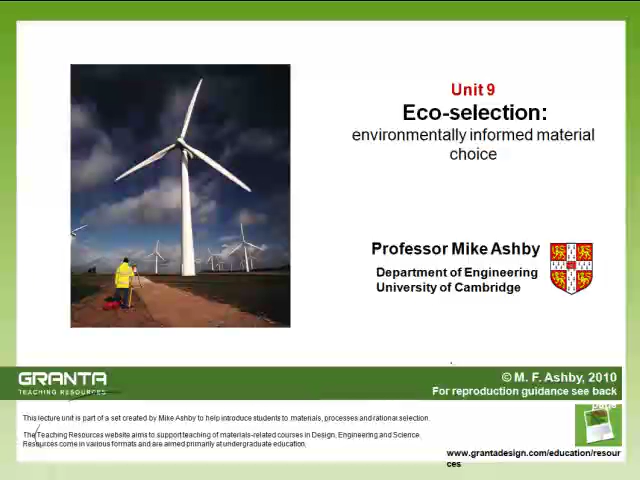 Unit 9
Eco-selection:
environmentally informed material
choice
Professor Mike Ashby
Department of Engineering
University of Cambridge
GRANTA
TEACHING RESOURCES
© M. F. Ashby, 2010
For reproduction guidance see back
This lecture unit is part of a set created by Mike Ashby to help introduce students to materials, processes and rational selection.
The Teaching Resources website aims to support teaching of materials-related courses in Design, Engineering and Science.
Resources come in various formats and are aimed primarily at undergraduate education.
www.grantadesign.com/education/resour
ces